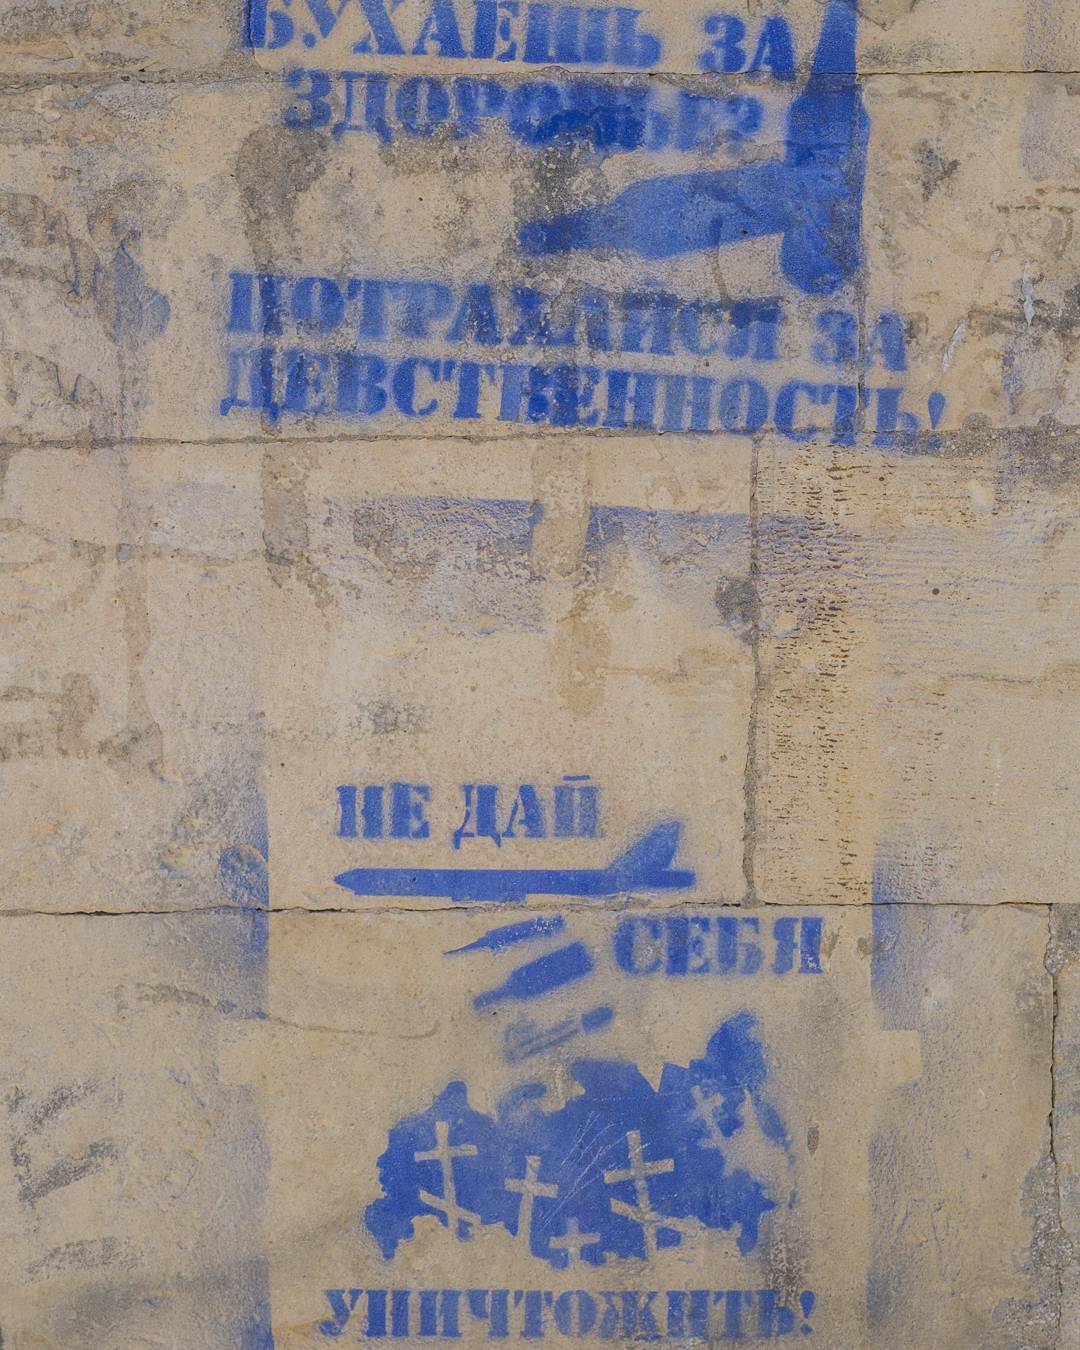 БУХАЕШЬ ЗА
ЗДОРОВЬЕ?
ПОТРАХАЙСЯ ЗА
ДЕВСТВЕННОСТЬ!
НЕ ДАЙ
СЕБЯ
УНИЧТОЖИТЬ!